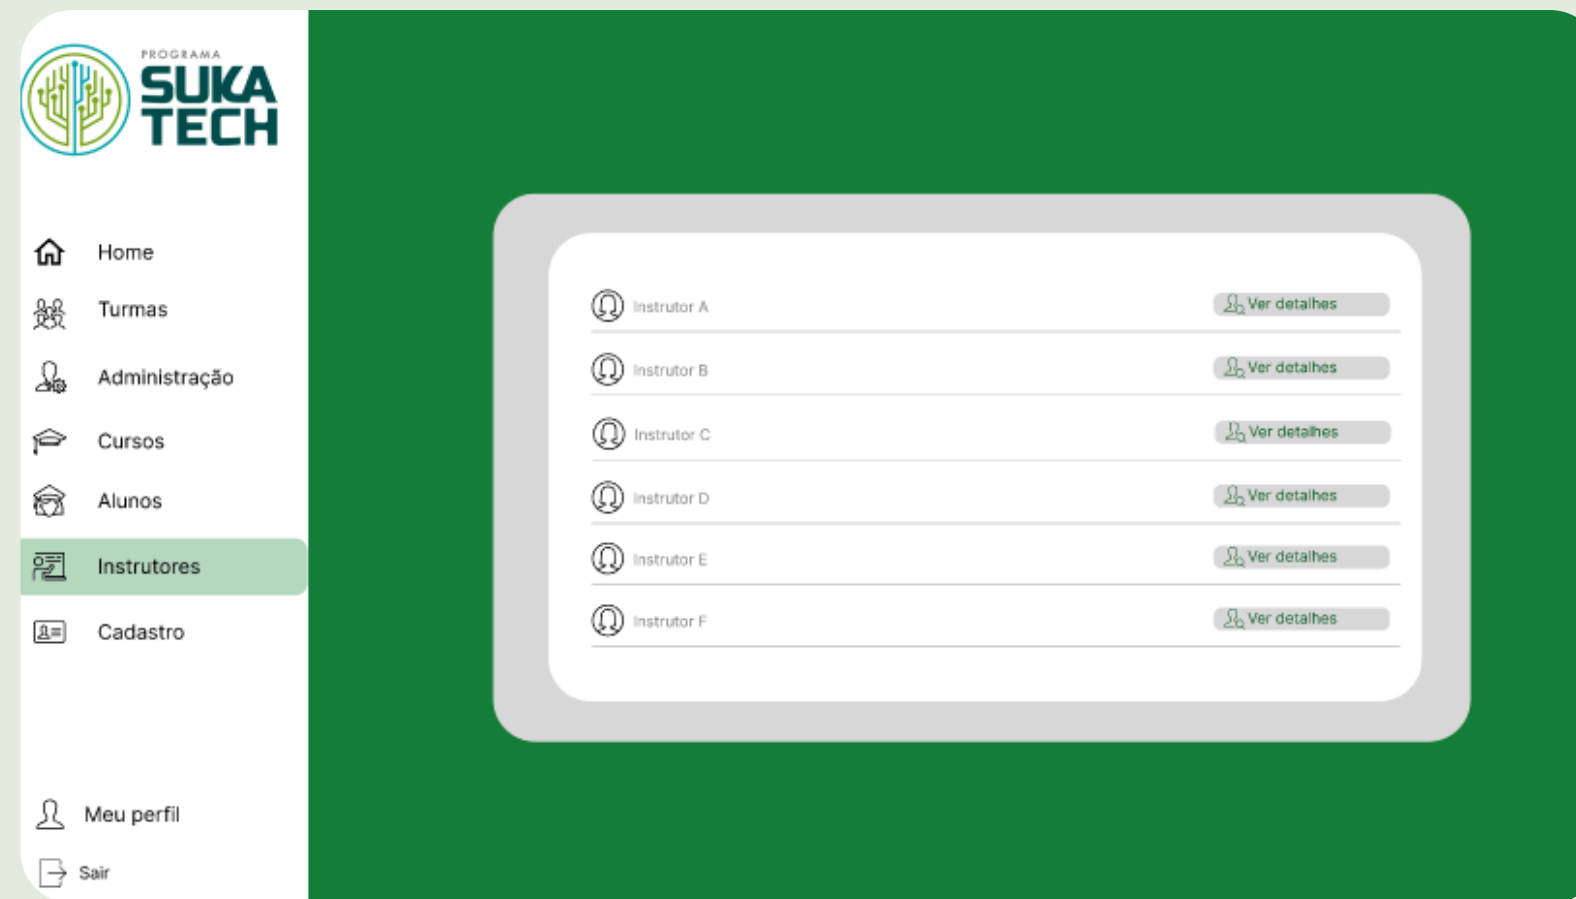 PROGRAMA
SUKA
TECH
Home
Turmas
Administração
Cursos
Alunos
Instrutores
Cadastro
Meu perfil
Sair
Instrutor A
Ver detalhes
Instrutor B
Ver detalhes
Instrutor C
Ver detalhes
Instrutor D
Ver detalhes
Instrutor E
Ver detalhes
Instrutor F
Ver detalhes